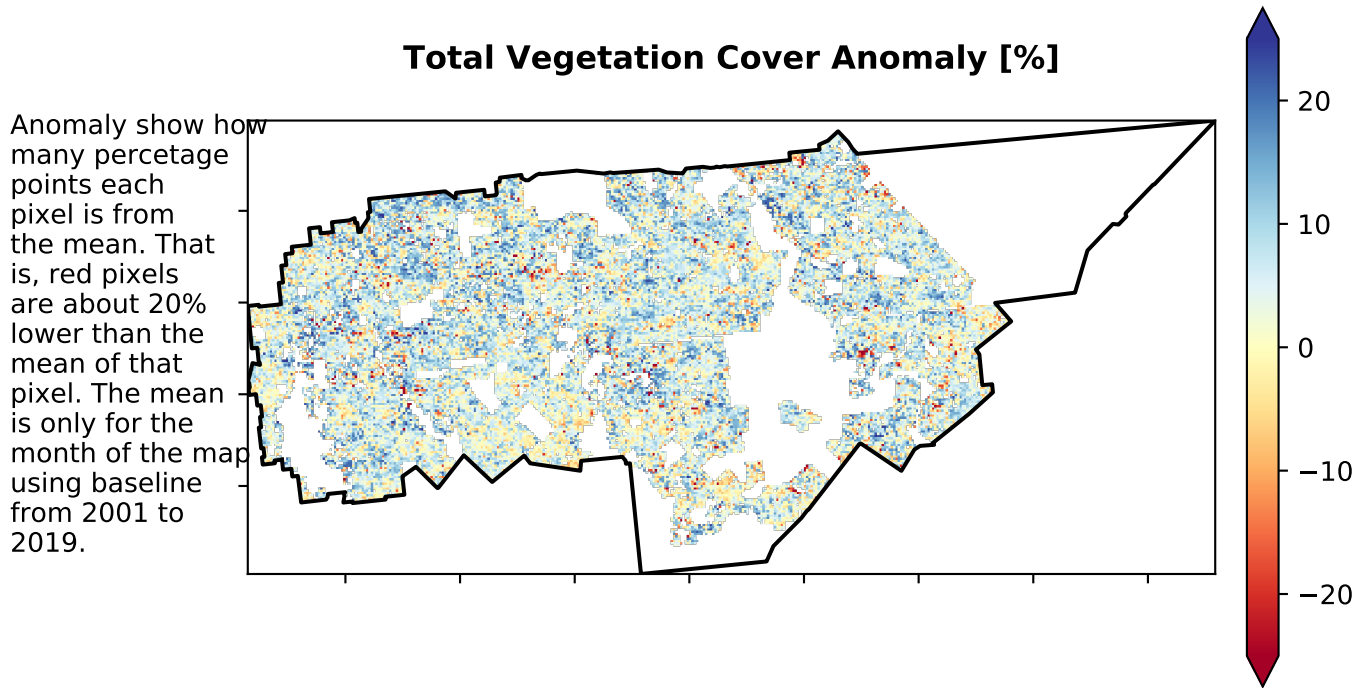 Total Vegetation Cover Anomaly [%]
Anomaly show how
many percetage
points each
pixel is from
the mean. That
is, red pixels
are about 20%
lower than the
mean of that
pixel. The mean
is only for the
month of the map
using baseline
from 2001 to
2019.
20
10
0
−10
−20